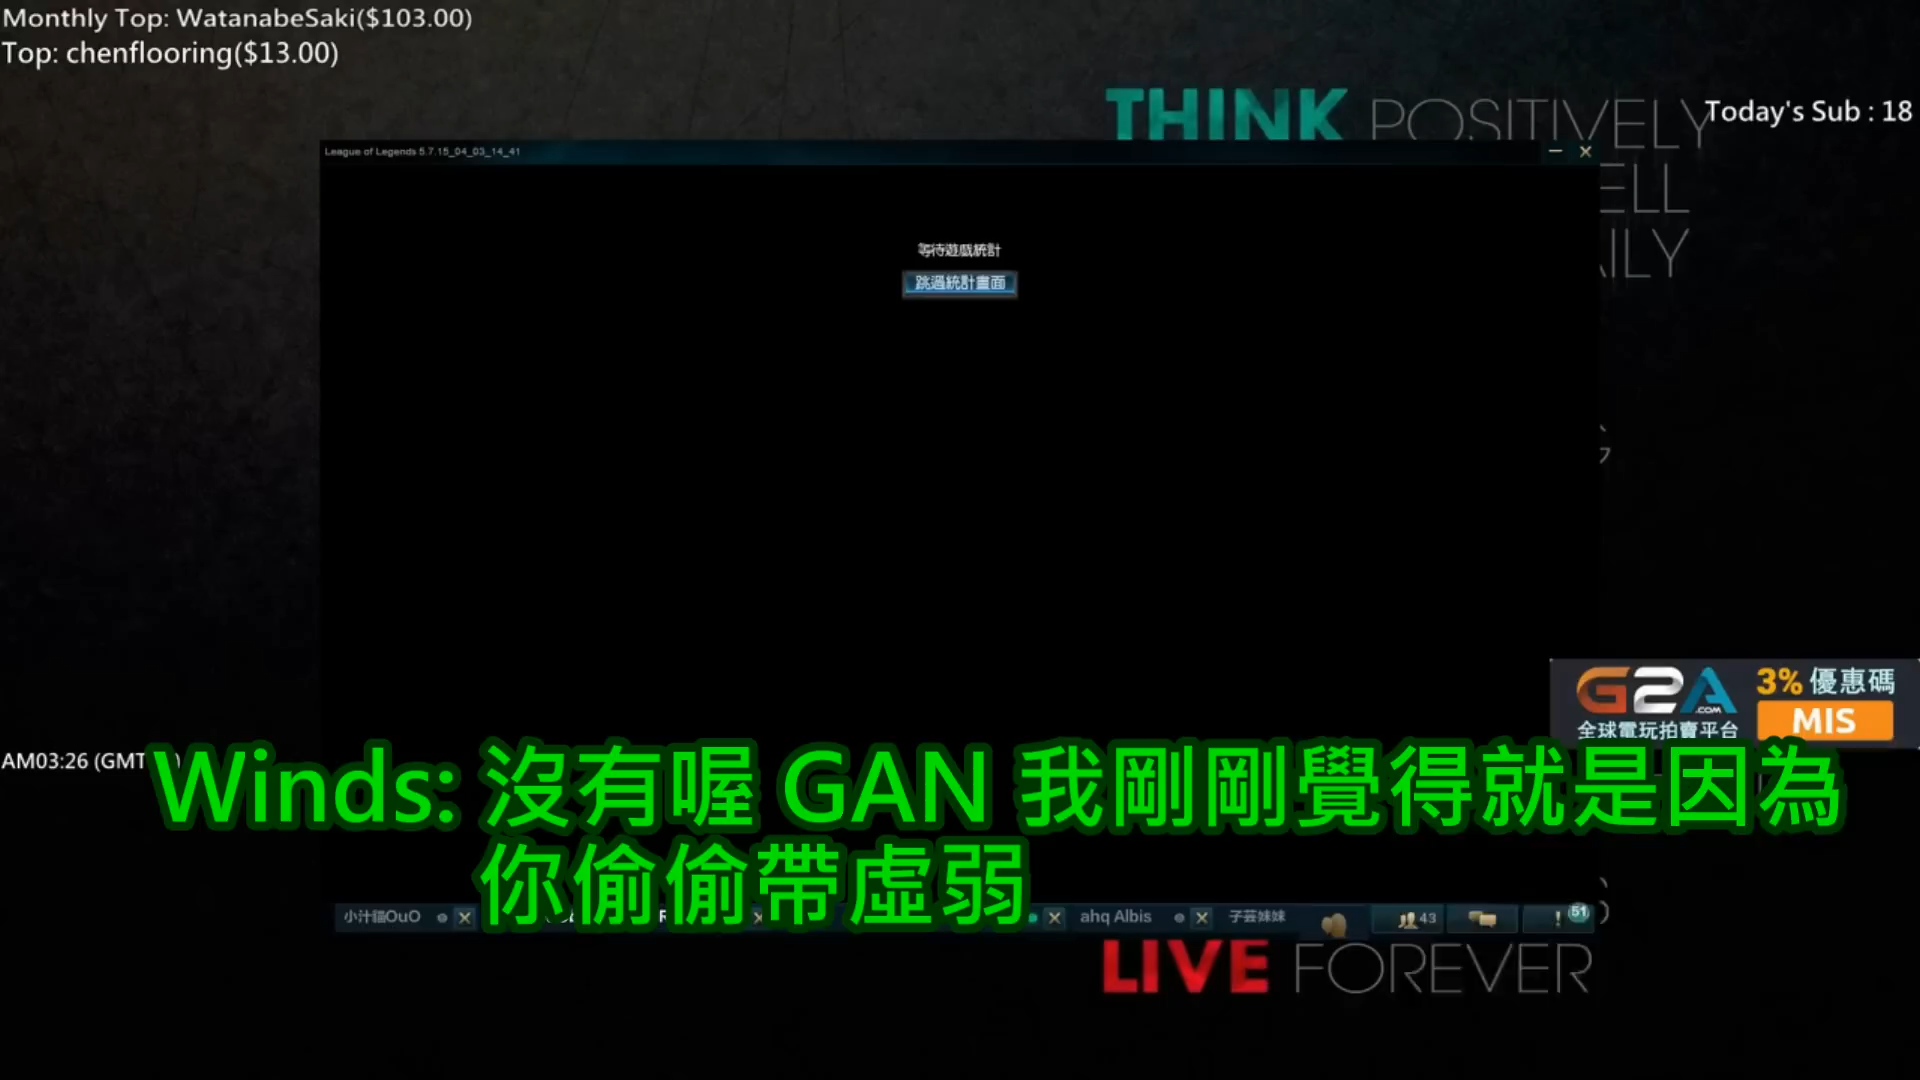 Monthly Top: WatanabeSaki($103.00)
Top: chenflooring($13.00)
THINK POSITIVELY
Today's Sub : 18
League of Legends 5.7.15_04_03_14_41
ELL
ILY
等待遊戲統計
跳過統計畫面
G2A.COM
全球電玩拍賣平台
3% 優惠碼
MIS
AM03:26 (GMT
Winds: 沒有喔 GAN 我剛剛覺得就是因為
你偷偷帶虛弱
小汁貓OuO
ahq Albis
子芸妹妹
43
51
LIVE FOREVER